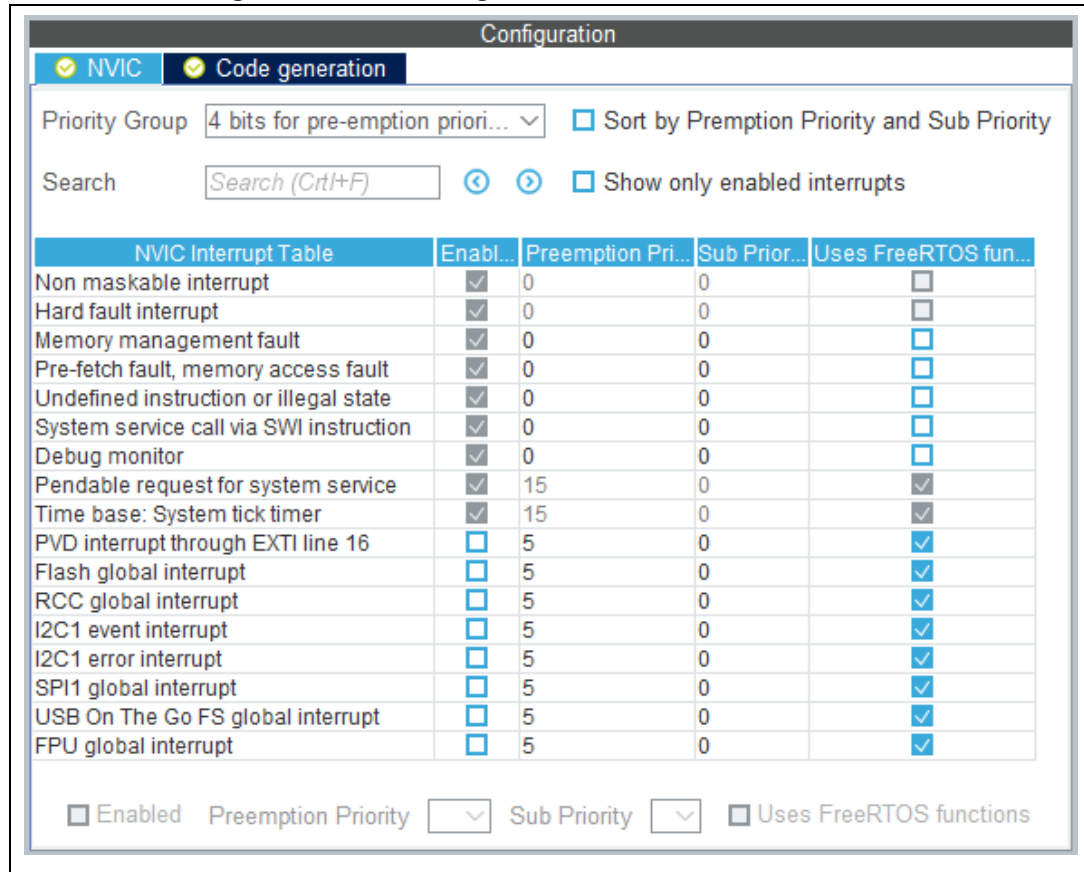 Configuration
NVIC Code generation
Priority Group 4 bits for pre-emption priori... Sort by Premption Priority and Sub Priority
Search Search (Crtl+F) Show only enabled interrupts
NVIC Interrupt Table Enabl... Preemption Pri... Sub Prior... Uses FreeRTOS fun...
Non maskable interrupt 0 0
Hard fault interrupt 0 0
Memory management fault 0 0
Pre-fetch fault, memory access fault 0 0
Undefined instruction or illegal state 0 0
System service call via SWI instruction 0 0
Debug monitor 0 0
Pendable request for system service 15 0
Time base: System tick timer 15 0
PVD interrupt through EXTI line 16 5 0
Flash global interrupt 5 0
RCC global interrupt 5 0
I2C1 event interrupt 5 0
I2C1 error interrupt 5 0
SPI1 global interrupt 5 0
USB On The Go FS global interrupt 5 0
FPU global interrupt 5 0
Enabled Preemption Priority Sub Priority Uses FreeRTOS functions